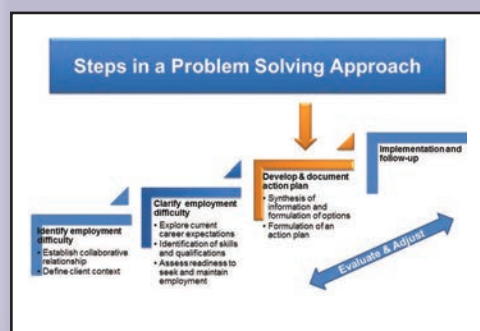 Steps in a Problem Solving Approach
Identify employment
difficulty
• Establish collaborative
relationship
• Define client context
Clarify employment
difficulty
• Explore current
career expectations
• Identification of skills
and qualifications
• Assess readiness to
seek and maintain
employment
Develop & document
action plan
• Synthesis of
information and
formulation of options
• Formulation of an
action plan
Implementation and
follow-up
Evaluate & Adjust